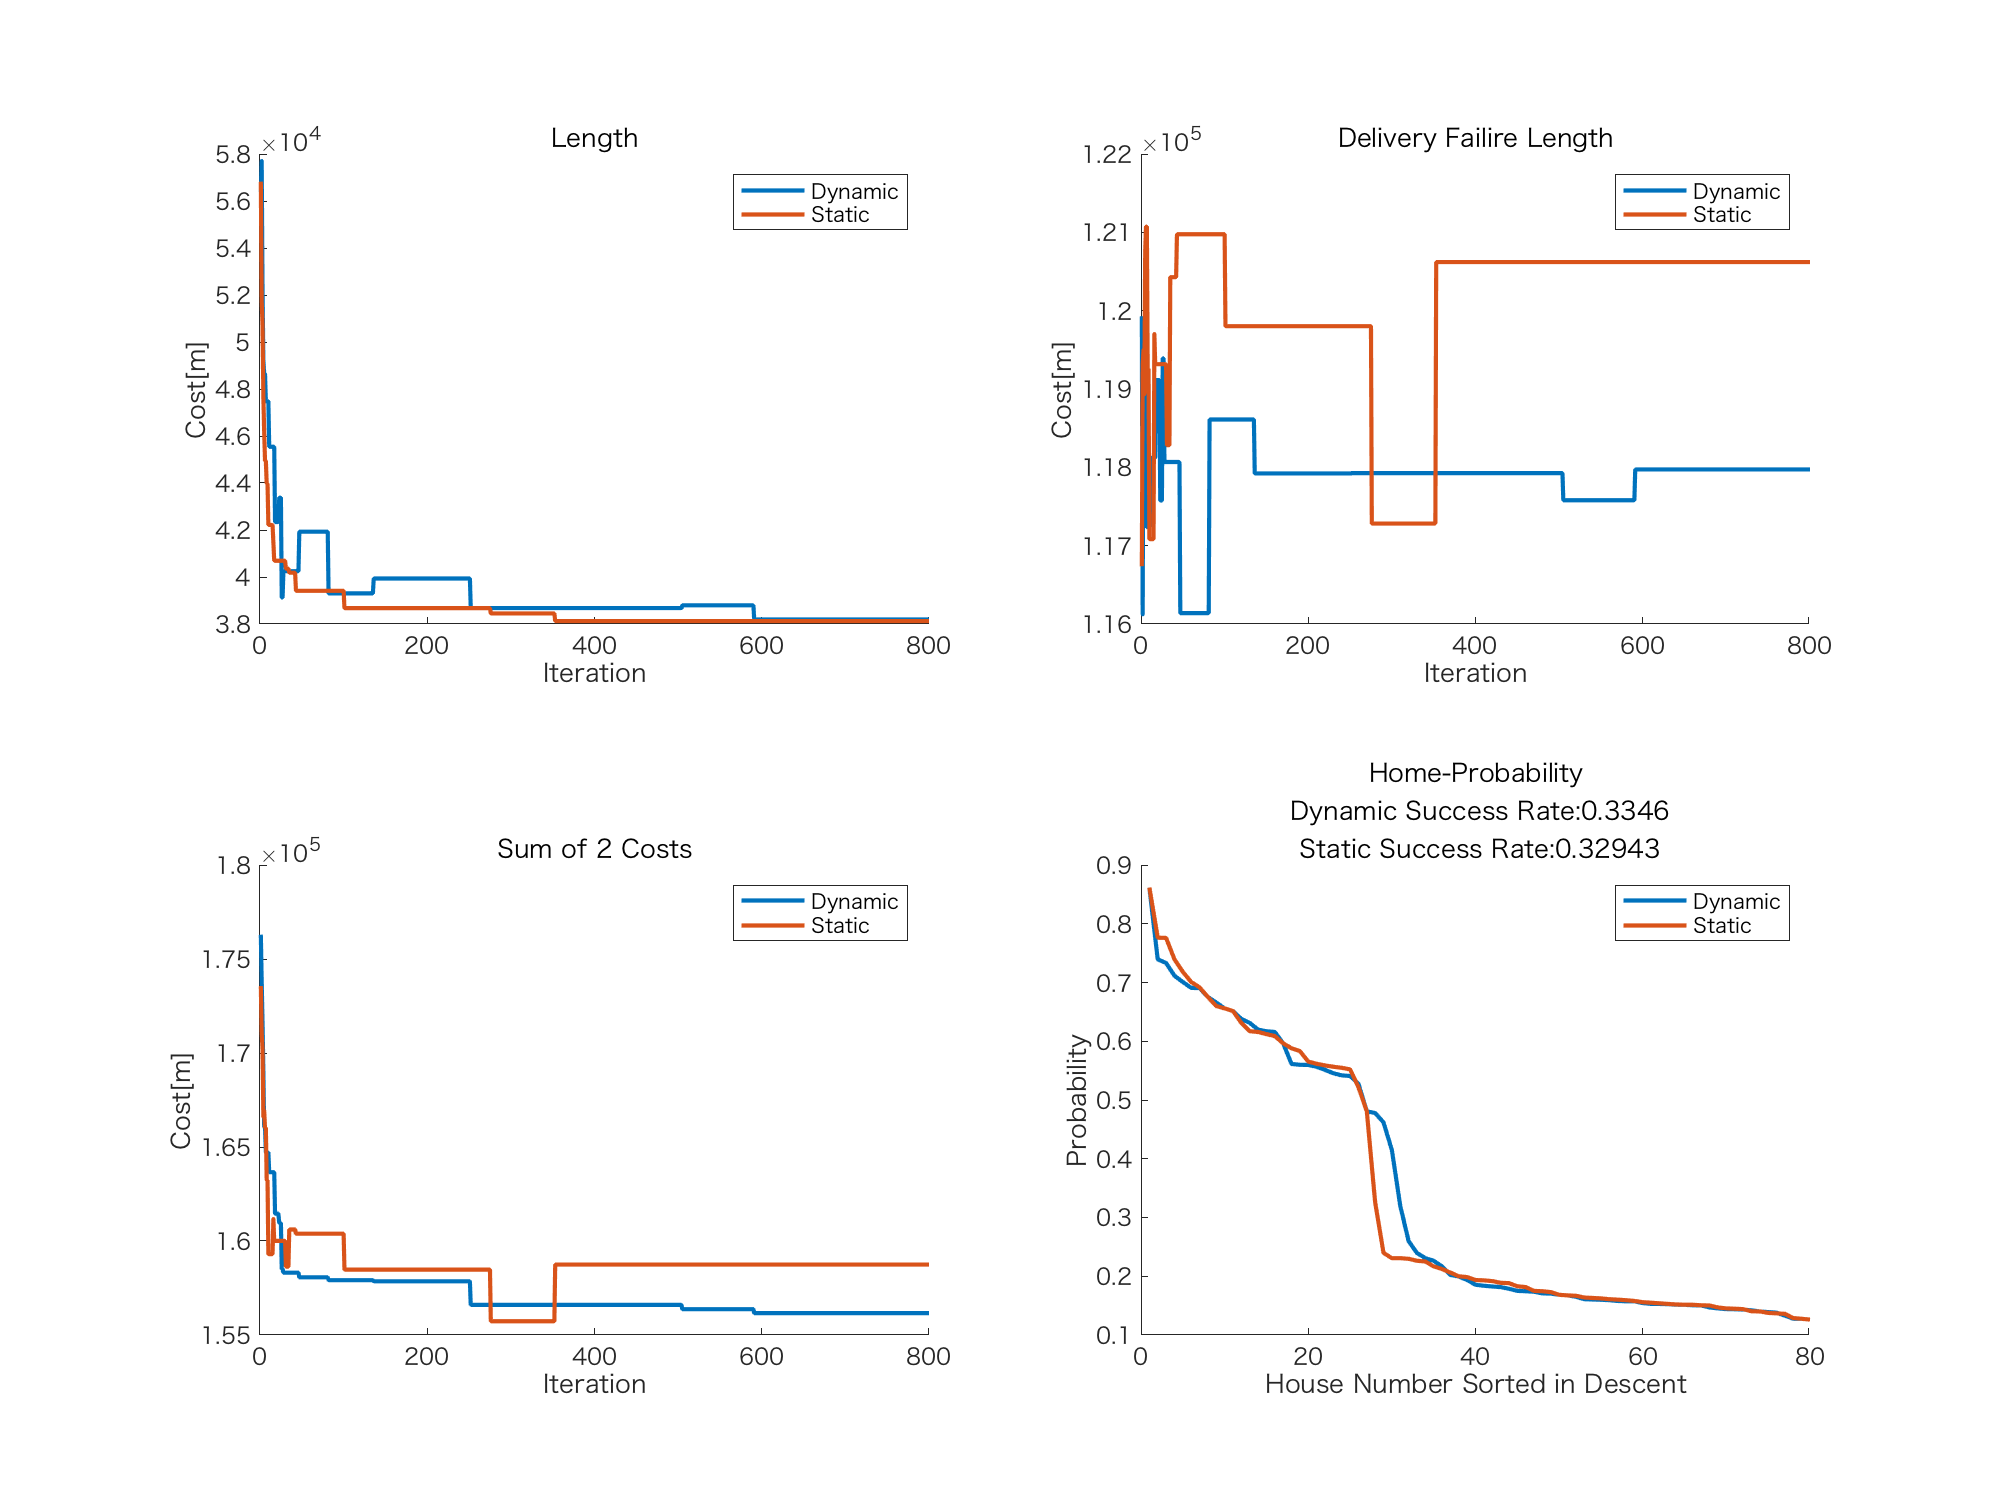 Length
×10^4
5.8
5.6
5.4
5.2
5
4.8
4.6
4.4
4.2
4
3.8
Cost[m]
0 200 400 600 800
Iteration
Dynamic
Static
Delivery Failire Length
×10^5
1.22
1.21
1.2
1.19
1.18
1.17
1.16
Cost[m]
0 200 400 600 800
Iteration
Dynamic
Static
Sum of 2 Costs
×10^5
1.8
1.75
1.7
1.65
1.6
1.55
Cost[m]
0 200 400 600 800
Iteration
Dynamic
Static
Home-Probability
Dynamic Success Rate:0.3346
Static Success Rate:0.32943
0.9
0.8
0.7
0.6
0.5
0.4
0.3
0.2
0.1
Probability
0 20 40 60 80
House Number Sorted in Descent
Dynamic
Static